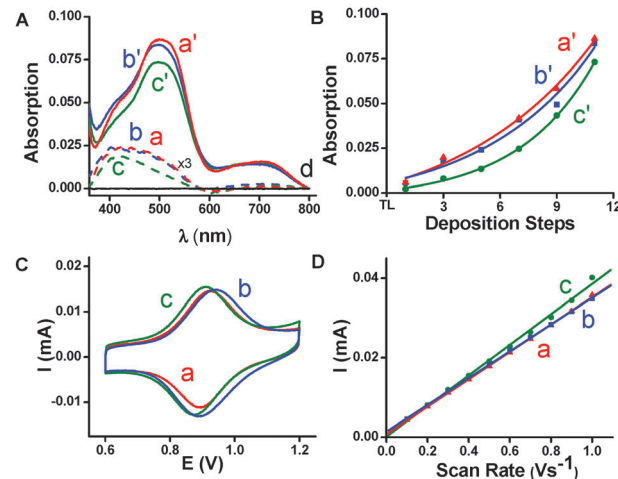 A
0.100
0.075
0.050
0.025
0.000
Absorption
a'
b'
c'
b
a
c
x3
d
400 500 600 700 800
λ (nm)
B
0.100
0.075
0.050
0.025
0.000
Absorption
a'
b'
c'
TL
3 6 9 12
Deposition Steps
C
0.02
0.01
0.00
-0.01
I (mA)
c
b
a
0.6 0.8 1.0 1.2
E (V)
D
0.04
0.02
0.00
I (mA)
c
b
a
0.0 0.2 0.4 0.6 0.8 1.0
Scan Rate (Vs⁻¹)